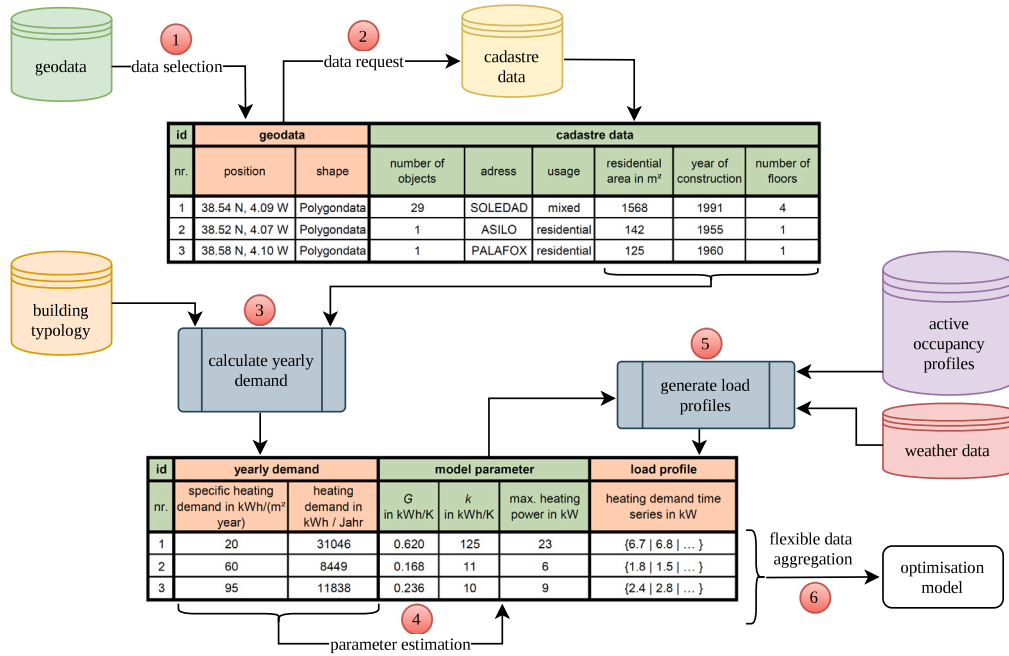 1
2
geodata
data selection
data request
cadastre
data
id
geodata
cadastre data
nr.
position
shape
number of
objects
adress
usage
residential
area in m²
year of
construction
number of
floors
1 38.54 N, 4.09 W Polygondata 29 SOLEDAD mixed 1568 1991 4
2 38.52 N, 4.07 W Polygondata 1 ASILO residential 142 1955 1
3 38.58 N, 4.10 W Polygondata 1 PALAFOX residential 125 1960 1
building
typology
3
calculate yearly
demand
5
generate load
profiles
active
occupancy
profiles
weather data
id
yearly demand
model parameter
load profile
nr.
specific heating
demand in kWh/(m²
year)
heating
demand in
kWh / Jahr
G
in kWh/K
k
in kWh/K
max. heating
power in kW
heating demand time
series in kW
1 20 31046 0.620 125 23 {6.7 | 6.8 | ... }
2 60 8449 0.168 11 6 {1.8 | 1.5 | ... }
3 95 11838 0.236 10 9 {2.4 | 2.8 | ... }
flexible data
aggregation
6
optimisation
model
4
parameter estimation